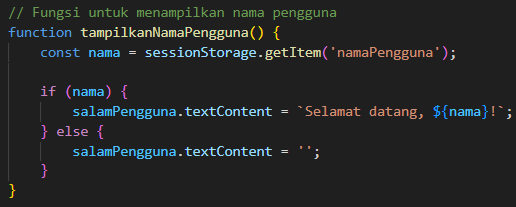 // Fungsi untuk menampilkan nama pengguna
function tampilkanNamaPengguna() {
    const nama = sessionStorage.getItem('namaPengguna');

    if (nama) {
        salamPengguna.textContent = `Selamat datang, ${nama}!`;
    } else {
        salamPengguna.textContent = '';
    }
}